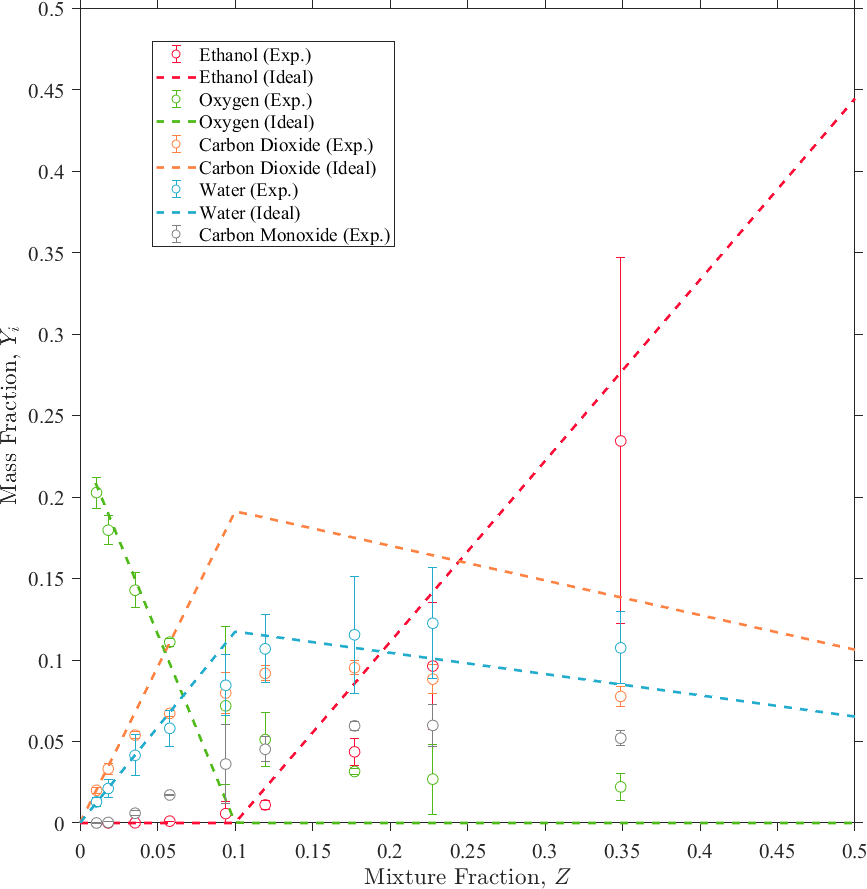 0.5
0.45
0.4
0.35
0.3
0.25
0.2
0.15
0.1
0.05
0
Mass Fraction, Yᵢ
Ethanol (Exp.)
Ethanol (Ideal)
Oxygen (Exp.)
Oxygen (Ideal)
Carbon Dioxide (Exp.)
Carbon Dioxide (Ideal)
Water (Exp.)
Water (Ideal)
Carbon Monoxide (Exp.)
0 0.05 0.1 0.15 0.2 0.25 0.3 0.35 0.4 0.45 0.5
Mixture Fraction, Z